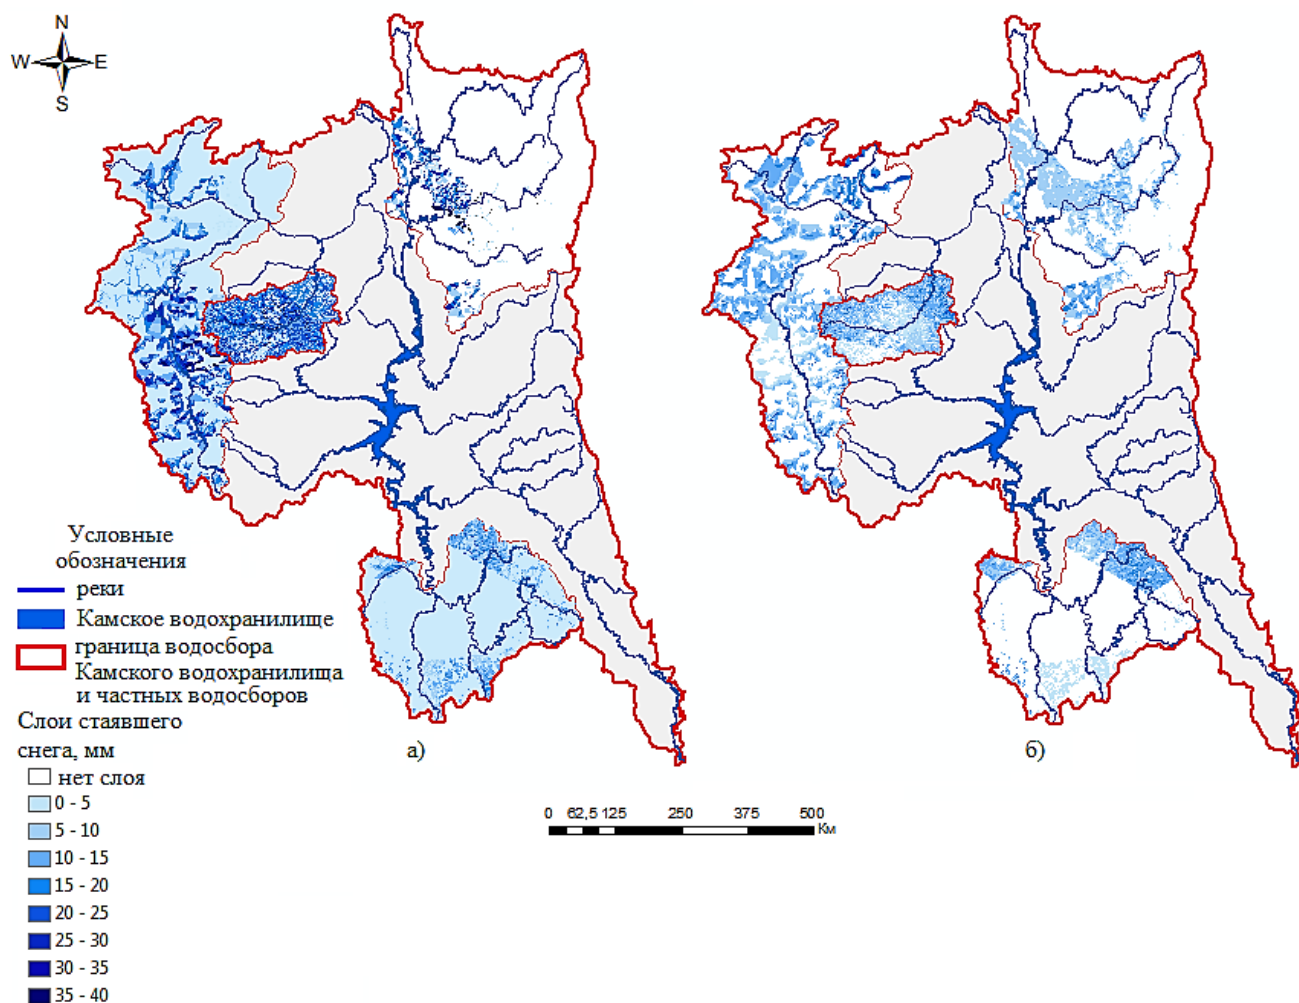 N
W E
S
Условные
обозначения
реки
Камское водохранилище
граница водосбора
Камского водохранилища
и частных водосборов
Слои стаявшего
снега, мм
нет слоя
0 - 5
5 - 10
10 - 15
15 - 20
20 - 25
25 - 30
30 - 35
35 - 40
а)
б)
0 62,5 125 250 375 500
Км